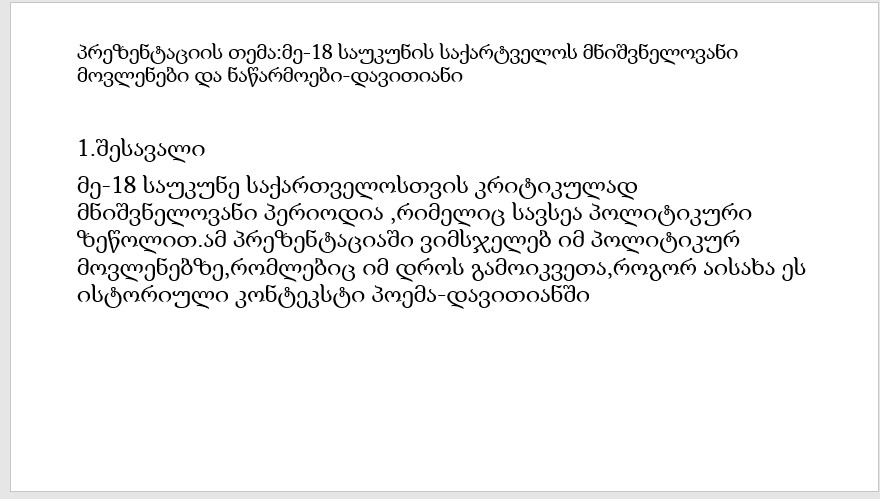 პრეზენტაციის თემა:მე-18 საუკუნის საქარტველოს მნიშვნელოვანი
მოვლენები და ნაწარმოები-დავითიანი
1.შესავალი
მე-18 საუკუნე საქართველოსთვის კრიტიკულად
მნიშვნელოვანი პერიოდია ,რიმელიც სავსეა პოლიტიკური
ზეწოლით.ამ პრეზენტაციაში ვიმსჯელებ იმ პოლიტიკურ
მოვლენებზე,რომლებიც იმ დროს გამოიკვეთა,როგორ აისახა ეს
ისტორიული კონტექსტი პოემა-დავითიანში